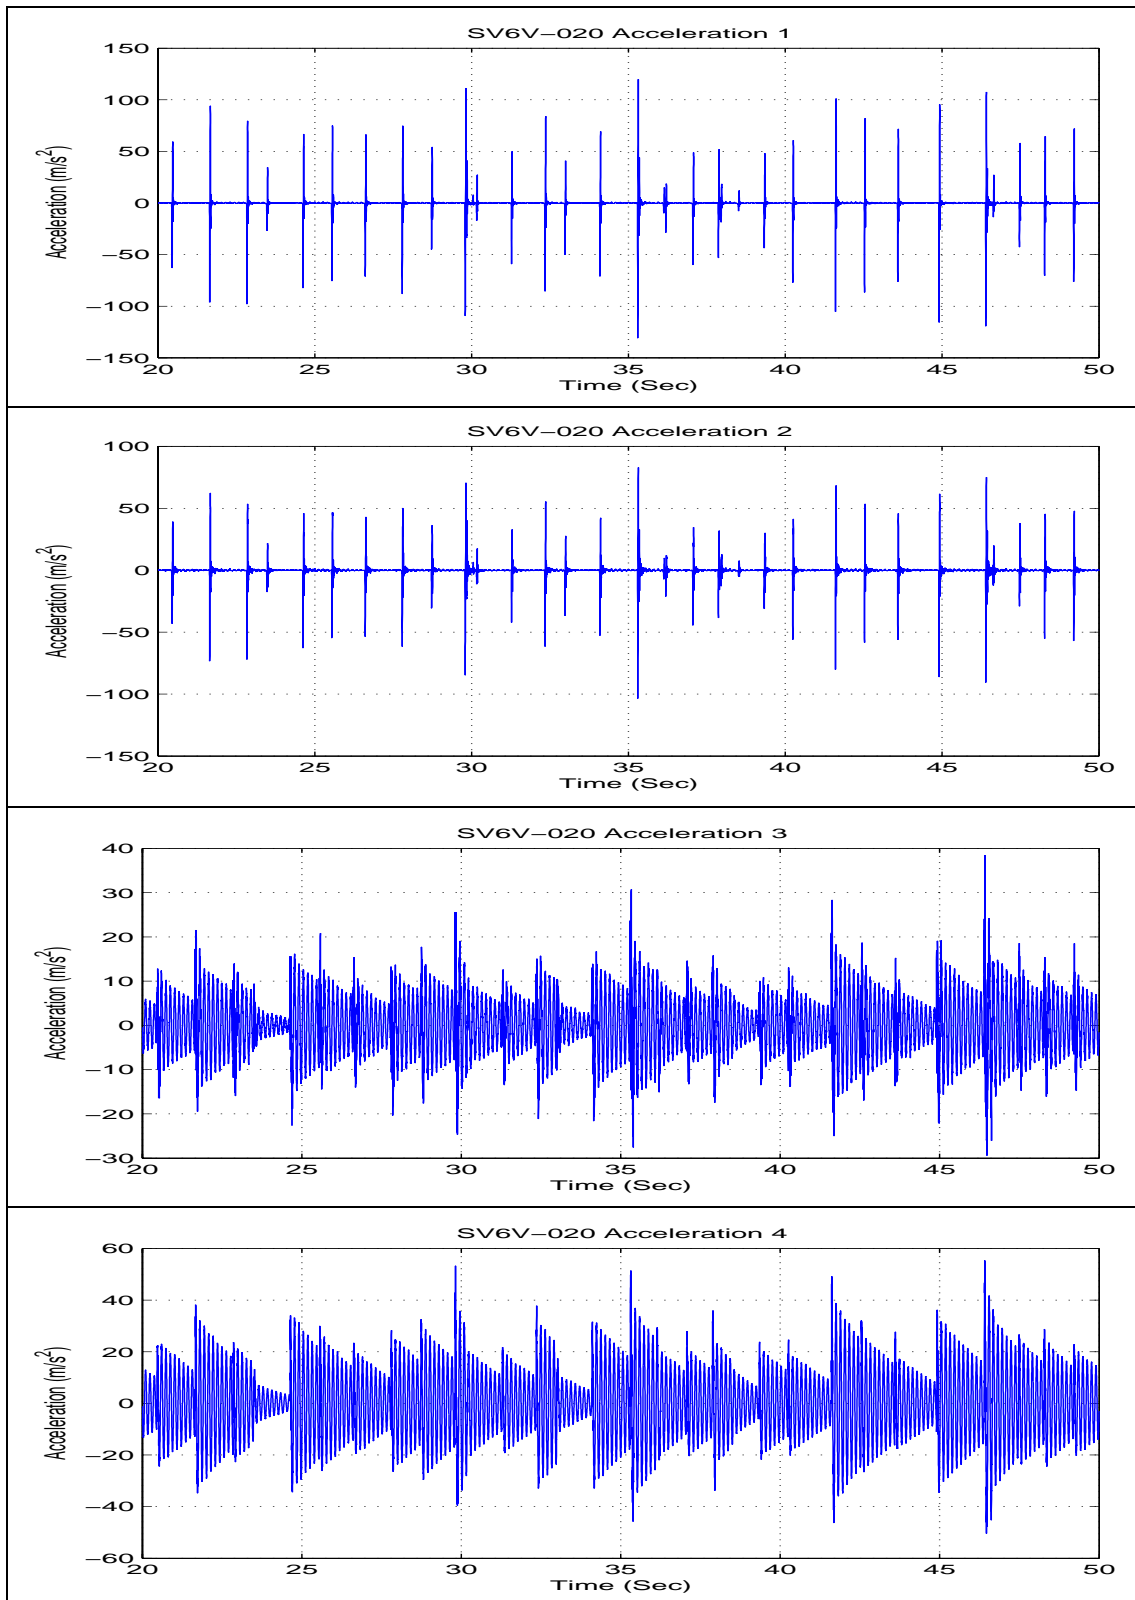 SV6V−020 Acceleration 1
150
100
50
0
−50
−100
−150
Acceleration (m/s²)
20 25 30 35 40 45 50
Time (Sec)
SV6V−020 Acceleration 2
100
50
0
−50
−100
−150
Acceleration (m/s²)
20 25 30 35 40 45 50
Time (Sec)
SV6V−020 Acceleration 3
40
30
20
10
0
−10
−20
−30
Acceleration (m/s²)
20 25 30 35 40 45 50
Time (Sec)
SV6V−020 Acceleration 4
60
40
20
0
−20
−40
−60
Acceleration (m/s²)
20 25 30 35 40 45 50
Time (Sec)